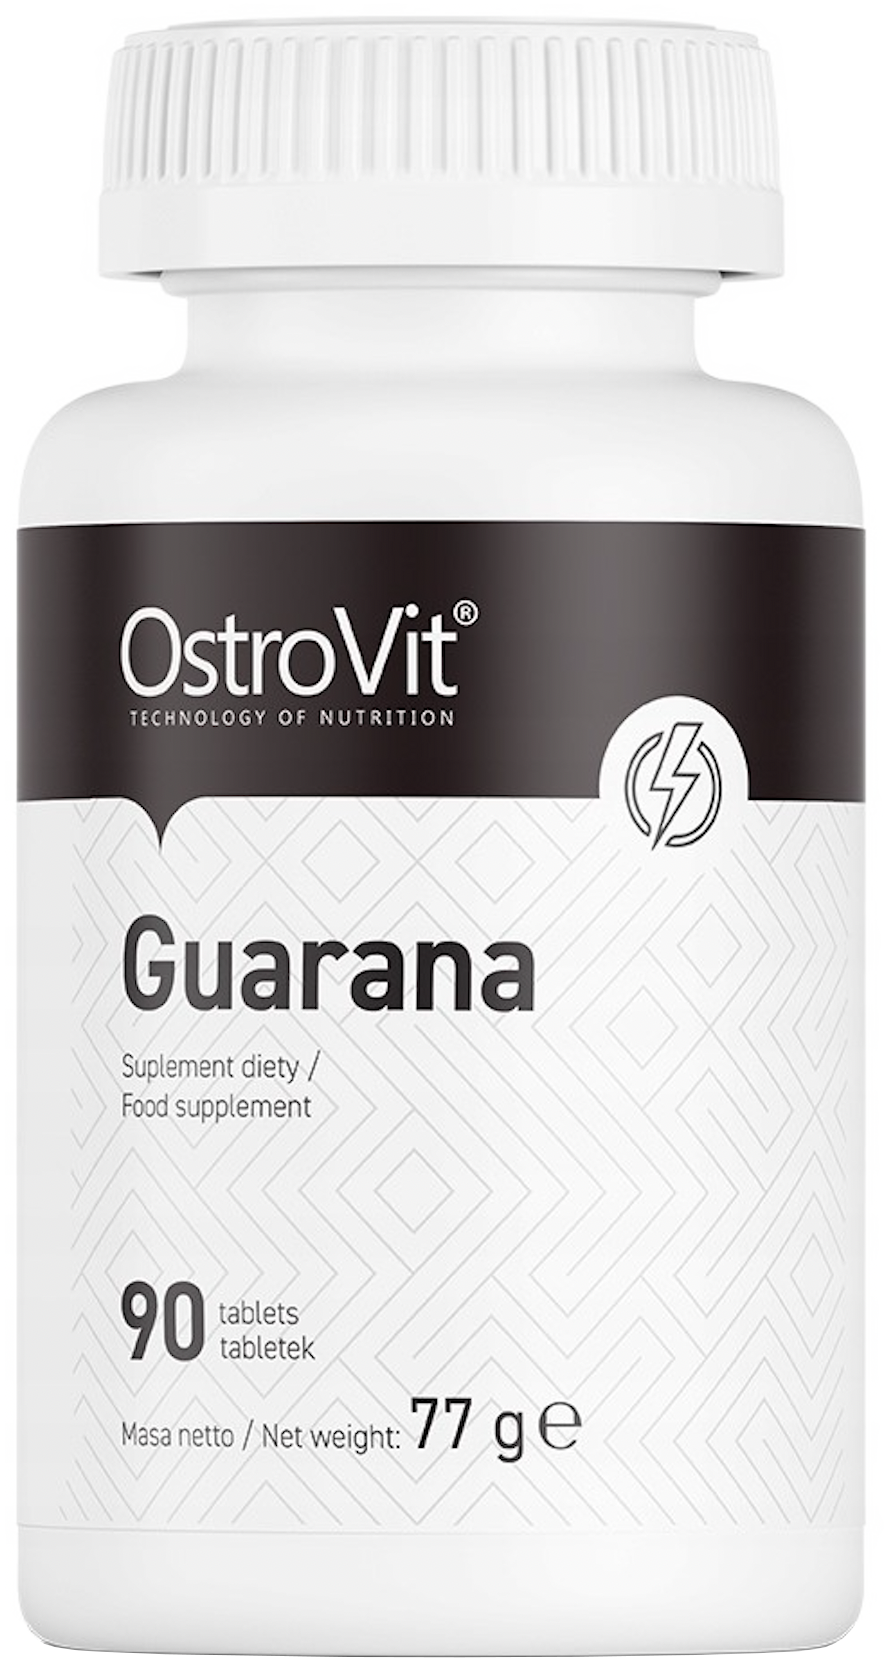 OstroVit®
TECHNOLOGY OF NUTRITION
Guarana
Suplement diety /
Food supplement
90 tablets
tabletek
Masa netto / Net weight: 77 g ℮